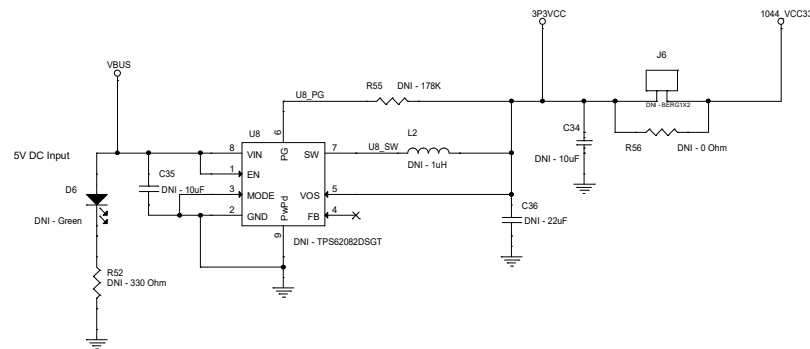 3P3VCC
1044_VCC33
VBUS
U8_PG
R55
DNI - 178K
J6
DNI - BERG1X2
R56
DNI - 0 Ohm
5V DC Input
U8
6
PG
8
VIN
SW
7
U8_SW
L2
DNI - 1uH
C34
DNI - 10uF
1
EN
C35
DNI - 10uF
3
MODE
VOS
5
2
GND
PwPd
FB
4
9
DNI - TPS62082DSGT
C36
DNI - 22uF
D6
DNI - Green
R52
DNI - 330 Ohm